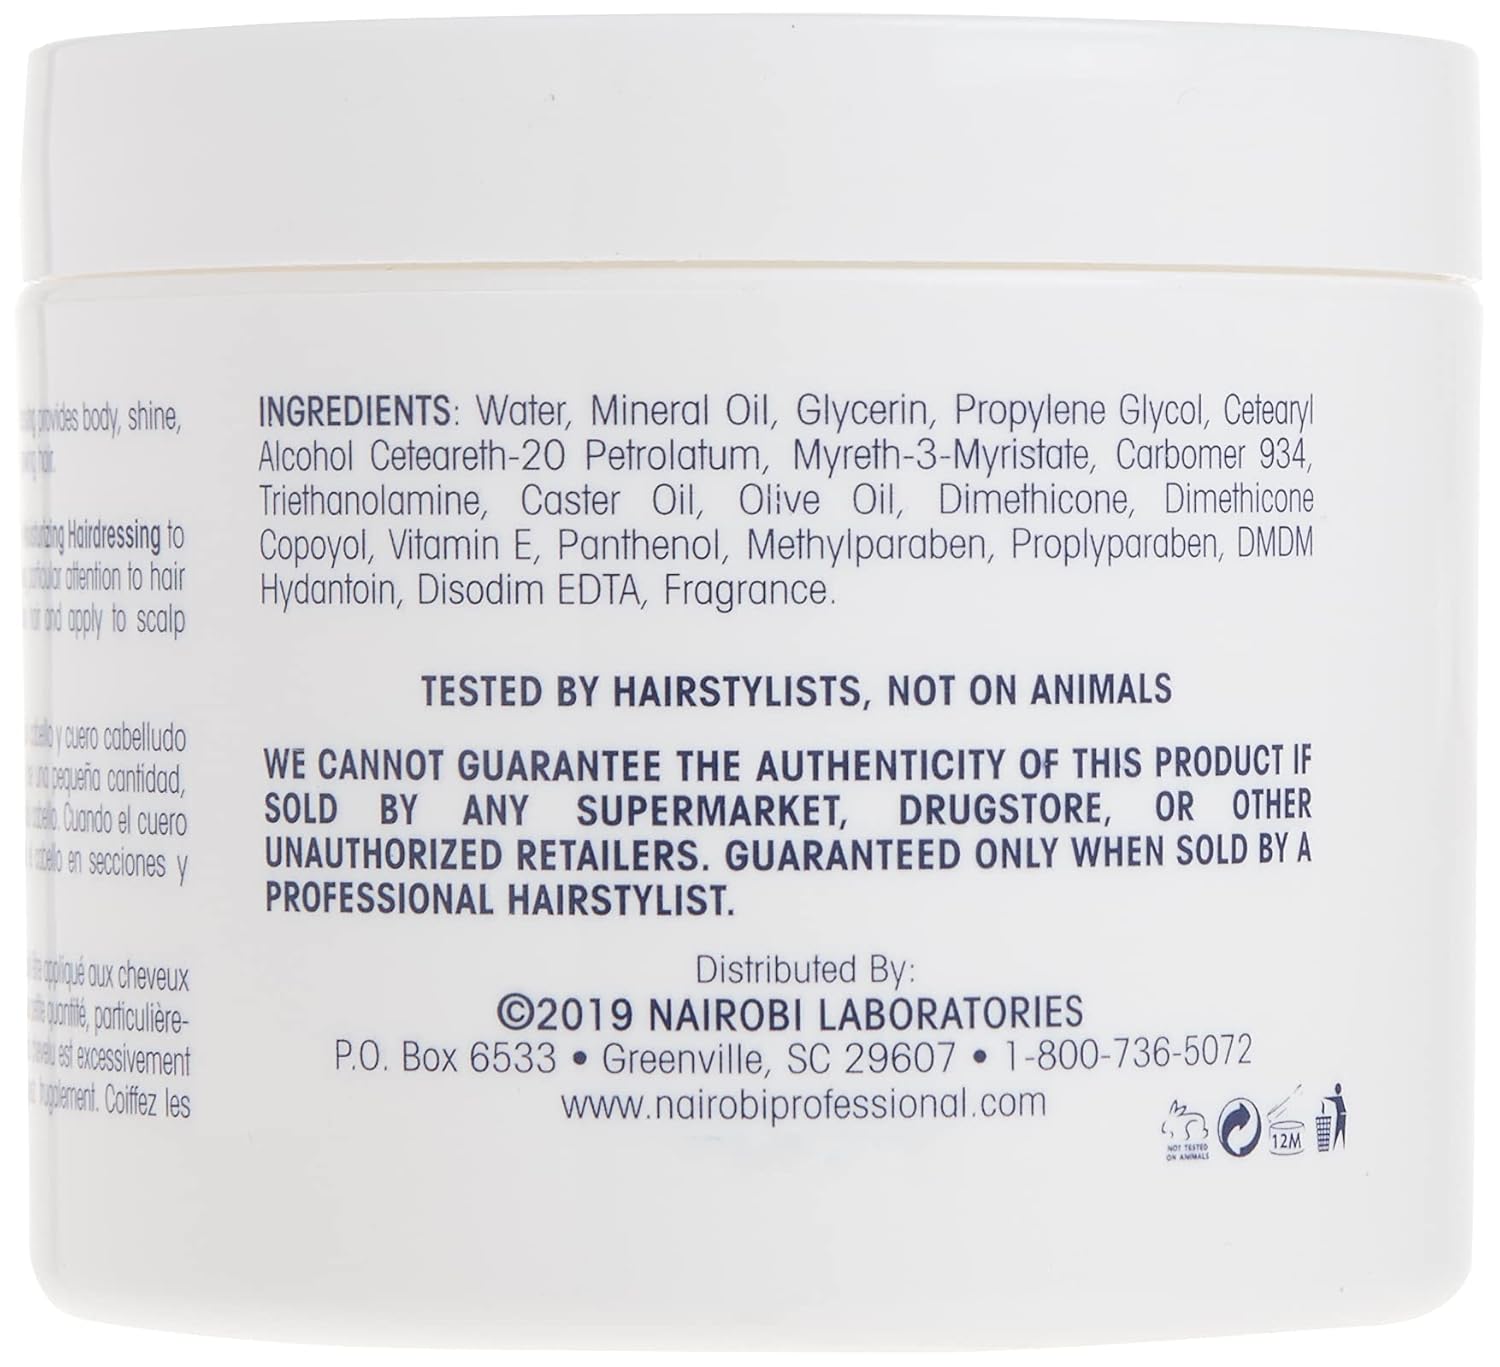 provides body, shine,
hair.
Hairdressing to
attention to hair
and apply to scalp
y cuero cabelludo
una pequeña cantidad,
Cuando el cuero
cabello en secciones y
appliqué aux cheveux
quantité, particulière-
est excessivement
Coiffez les
INGREDIENTS: Water, Mineral Oil, Glycerin, Propylene Glycol, Cetearyl
Alcohol Ceteareth-20 Petrolatum, Myreth-3-Myristate, Carbomer 934,
Triethanolamine, Caster Oil, Olive Oil, Dimethicone, Dimethicone
Copoyol, Vitamin E, Panthenol, Methylparaben, Proplyparaben, DMDM
Hydantoin, Disodim EDTA, Fragrance.
TESTED BY HAIRSTYLISTS, NOT ON ANIMALS
WE CANNOT GUARANTEE THE AUTHENTICITY OF THIS PRODUCT IF
SOLD BY ANY SUPERMARKET, DRUGSTORE, OR OTHER
UNAUTHORIZED RETAILERS. GUARANTEED ONLY WHEN SOLD BY A
PROFESSIONAL HAIRSTYLIST.
Distributed By:
©2019 NAIROBI LABORATORIES
P.O. Box 6533 • Greenville, SC 29607 • 1-800-736-5072
www.nairobiprofessional.com
NOT TESTED
ON ANIMALS
12M